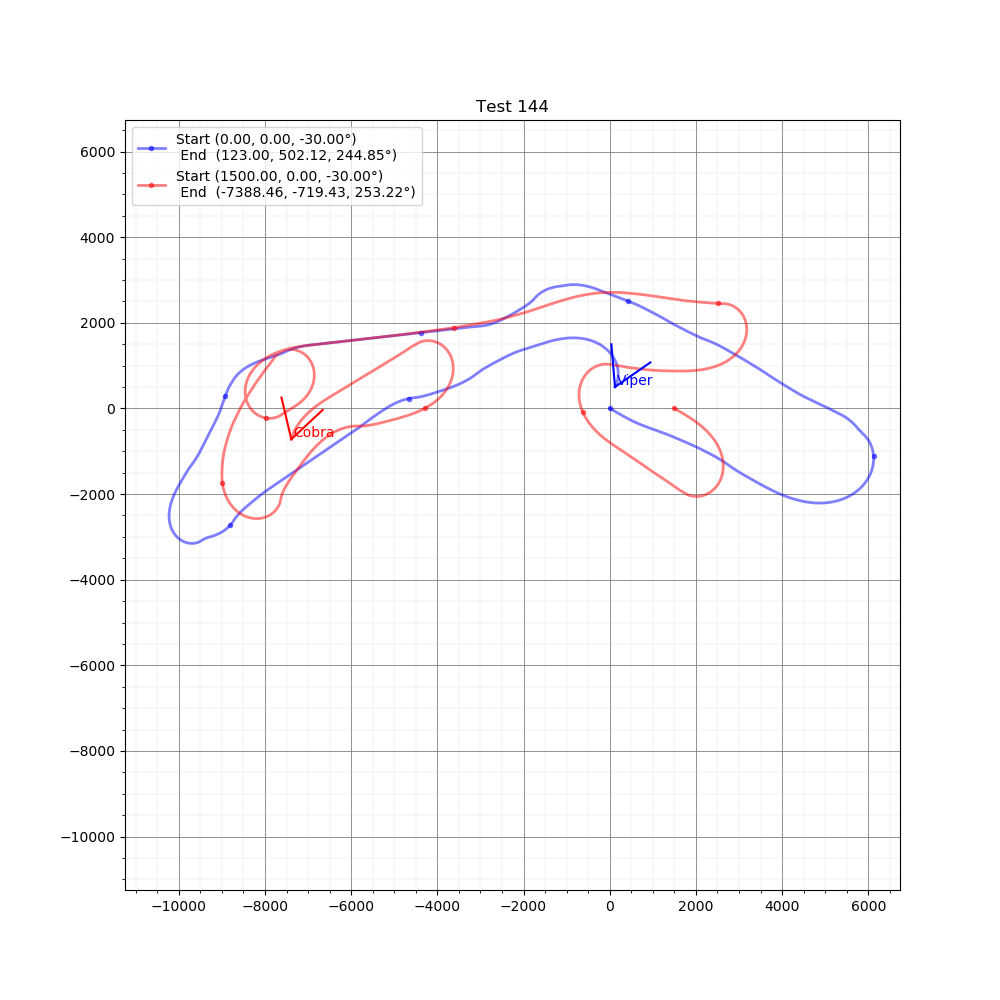 Test 144
Start (0.00, 0.00, -30.00°)
End (123.00, 502.12, 244.85°)
Start (1500.00, 0.00, -30.00°)
End (-7388.46, -719.43, 253.22°)
6000
4000
2000
0
−2000
−4000
−6000
−8000
−10000
Viper
Cobra
−10000 −8000 −6000 −4000 −2000 0 2000 4000 6000